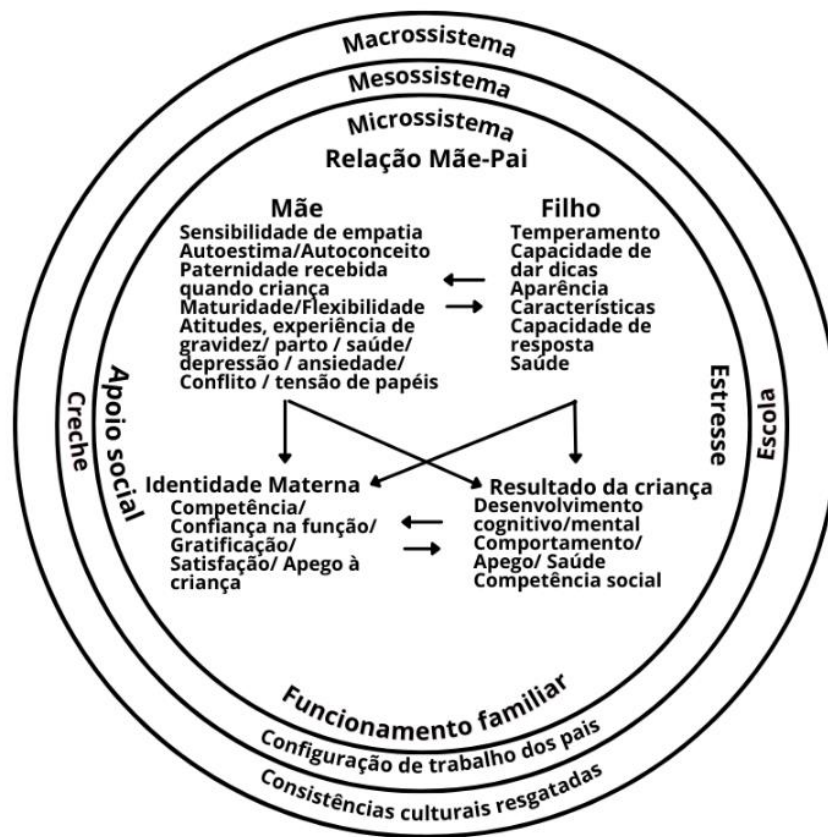 Macrossistema
Mesossistema
Microssistema
Relação Mãe-Pai
Mãe
Sensibilidade de empatia
Autoestima/Autoconceito
Paternidade recebida
quando criança
Maturidade/Flexibilidade
Atitudes, experiência de
gravidez/ parto / saúde/
depressão / ansiedade/
Conflito / tensão de papéis
Filho
Temperamento
Capacidade de
dar dicas
Aparência
Características
Capacidade de
resposta
Saúde
Creche
Apoio social
Estresse
Escola
Identidade Materna
Competência/
Confiança na função/
Gratificação/
Satisfação/ Apego à
criança
Resultado da criança
Desenvolvimento
cognitivo/mental
Comportamento/
Apego/ Saúde
Competência social
Funcionamento familiar
Configuração de trabalho dos pais
Consistências culturais resgatadas